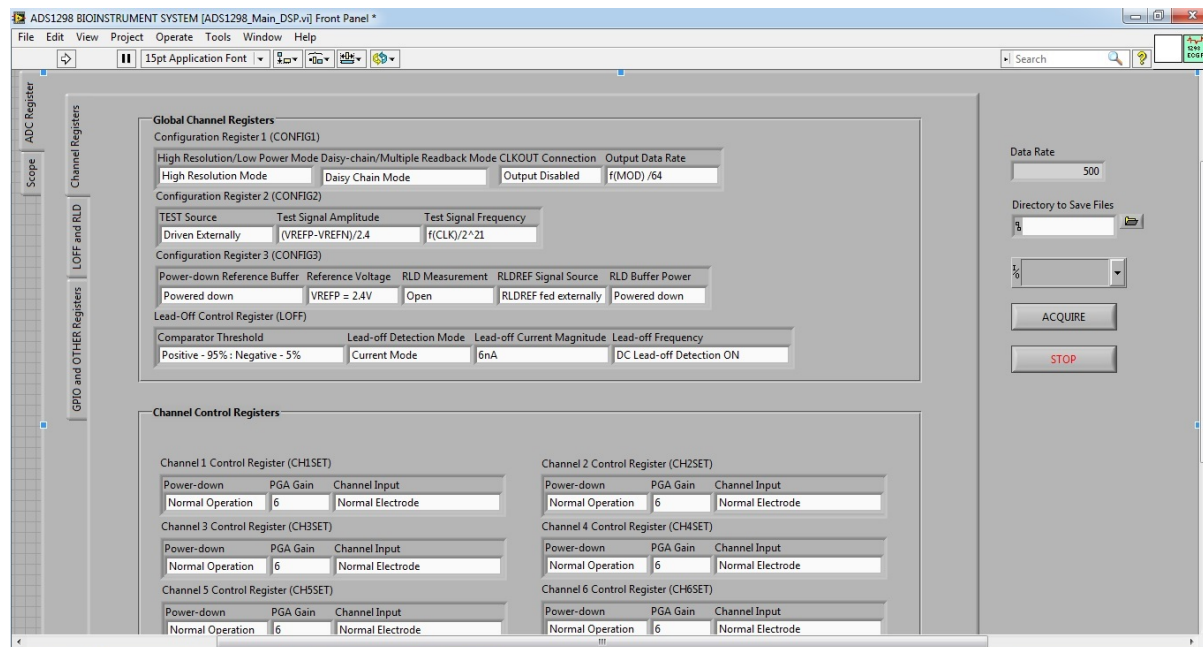 ADS1298 BIOINSTRUMENT SYSTEM [ADS1298_Main_DSP.vi] Front Panel *
File Edit View Project Operate Tools Window Help
15pt Application Font
Search
ADC Register
Scope
Channel Registers
LOFF and RLD
GPIO and OTHER Registers
Global Channel Registers
Configuration Register 1 (CONFIG1)
High Resolution/Low Power Mode Daisy-chain/Multiple Readback Mode CLKOUT Connection Output Data Rate
High Resolution Mode Daisy Chain Mode Output Disabled f(MOD) /64
Configuration Register 2 (CONFIG2)
TEST Source Test Signal Amplitude Test Signal Frequency
Driven Externally (VREFP-VREFN)/2.4 f(CLK)/2^21
Configuration Register 3 (CONFIG3)
Power-down Reference Buffer Reference Voltage RLD Measurement RLDREF Signal Source RLD Buffer Power
Powered down VREFP = 2.4V Open RLDREF fed externally Powered down
Lead-Off Control Register (LOFF)
Comparator Threshold Lead-off Detection Mode Lead-off Current Magnitude Lead-off Frequency
Positive - 95% : Negative - 5% Current Mode 6nA DC Lead-off Detection ON
Data Rate
500
Directory to Save Files
ACQUIRE
STOP
Channel Control Registers
Channel 1 Control Register (CH1SET) Channel 2 Control Register (CH2SET)
Power-down PGA Gain Channel Input Power-down PGA Gain Channel Input
Normal Operation 6 Normal Electrode Normal Operation 6 Normal Electrode
Channel 3 Control Register (CH3SET) Channel 4 Control Register (CH4SET)
Power-down PGA Gain Channel Input Power-down PGA Gain Channel Input
Normal Operation 6 Normal Electrode Normal Operation 6 Normal Electrode
Channel 5 Control Register (CH5SET) Channel 6 Control Register (CH6SET)
Power-down PGA Gain Channel Input Power-down PGA Gain Channel Input
Normal Operation 6 Normal Electrode Normal Operation 6 Normal Electrode